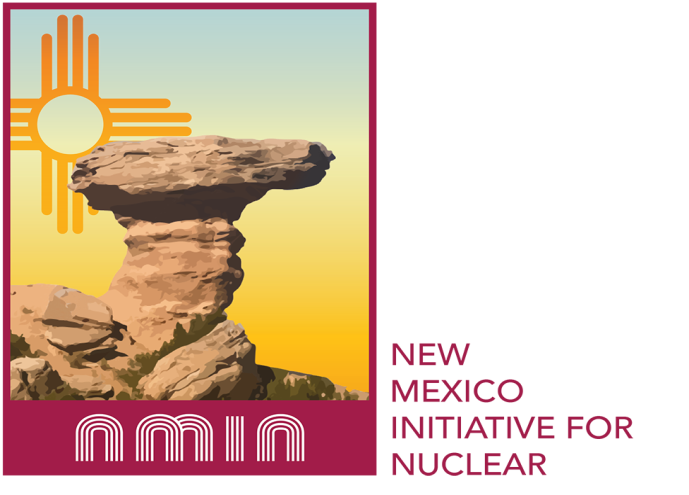 nmin
NEW
MEXICO
INITIATIVE FOR
NUCLEAR